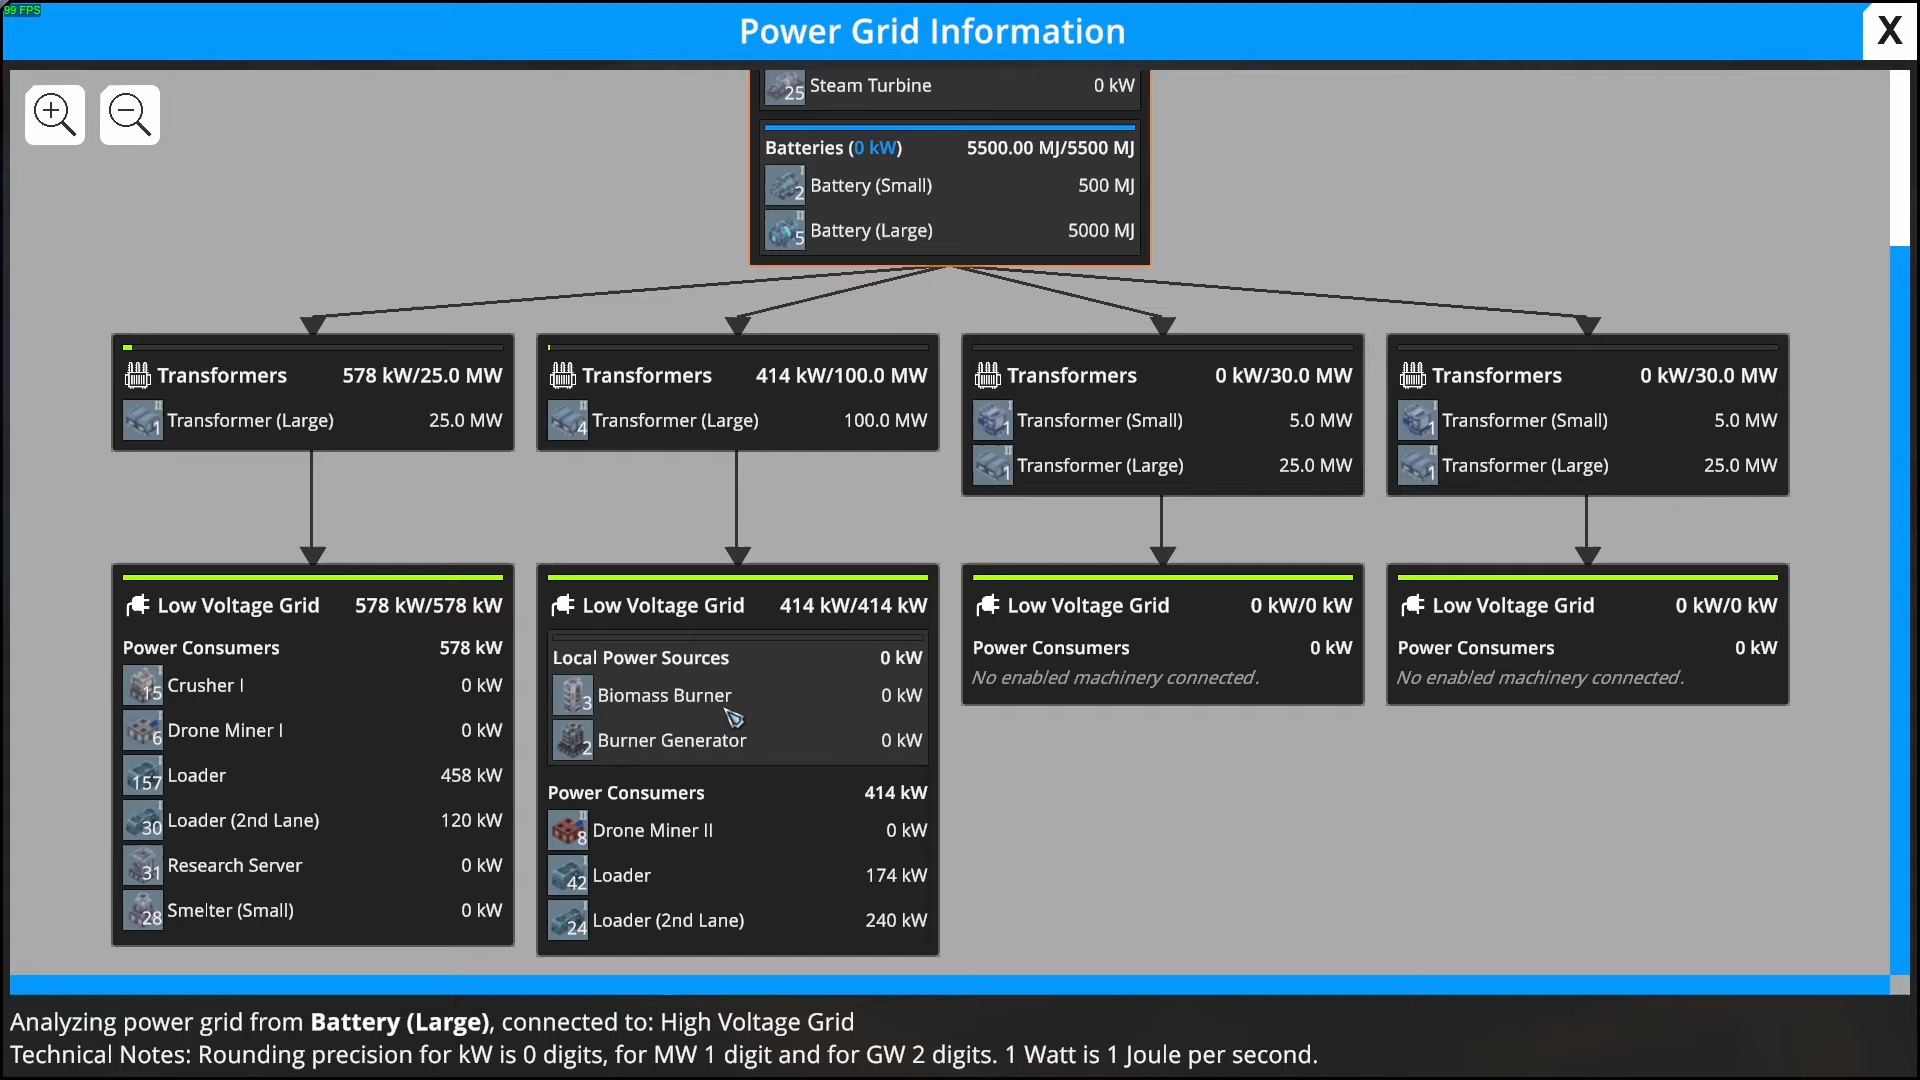 99 FPS
Power Grid Information
X
25 Steam Turbine 0 kW
Batteries (0 kW) 5500.00 MJ/5500 MJ
I 2 Battery (Small) 500 MJ
II 5 Battery (Large) 5000 MJ
Transformers 578 kW/25.0 MW
II 1 Transformer (Large) 25.0 MW
Transformers 414 kW/100.0 MW
II 4 Transformer (Large) 100.0 MW
Transformers 0 kW/30.0 MW
I 1 Transformer (Small) 5.0 MW
II 1 Transformer (Large) 25.0 MW
Transformers 0 kW/30.0 MW
I 1 Transformer (Small) 5.0 MW
II 1 Transformer (Large) 25.0 MW
Low Voltage Grid 578 kW/578 kW
Power Consumers 578 kW
I 15 Crusher I 0 kW
I 6 Drone Miner I 0 kW
I 157 Loader 458 kW
I 30 Loader (2nd Lane) 120 kW
I 31 Research Server 0 kW
I 28 Smelter (Small) 0 kW
Low Voltage Grid 414 kW/414 kW
Local Power Sources 0 kW
3 Biomass Burner 0 kW
2 Burner Generator 0 kW
Power Consumers 414 kW
II 8 Drone Miner II 0 kW
I 42 Loader 174 kW
I 24 Loader (2nd Lane) 240 kW
Low Voltage Grid 0 kW/0 kW
Power Consumers 0 kW
No enabled machinery connected.
Low Voltage Grid 0 kW/0 kW
Power Consumers 0 kW
No enabled machinery connected.
Analyzing power grid from Battery (Large), connected to: High Voltage Grid
Technical Notes: Rounding precision for kW is 0 digits, for MW 1 digit and for GW 2 digits. 1 Watt is 1 Joule per second.